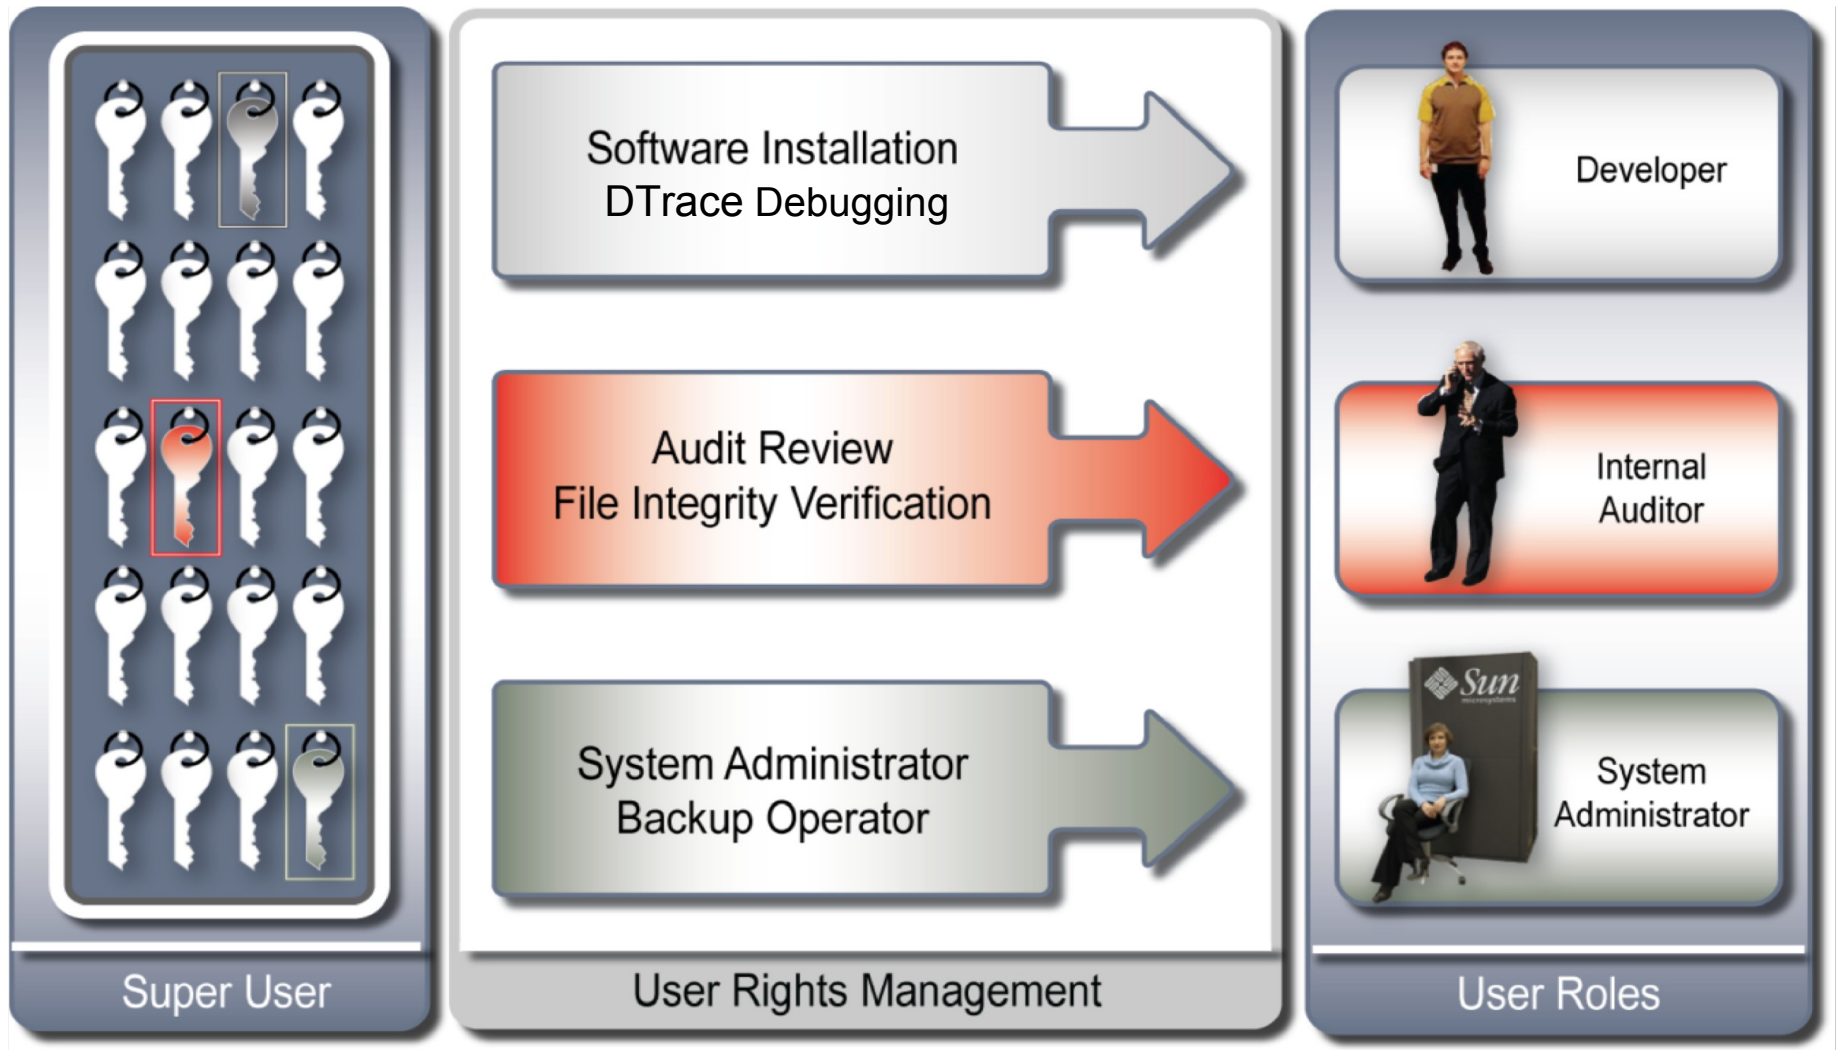 Software Installation
DTrace Debugging
Audit Review
File Integrity Verification
System Administrator
Backup Operator
Developer
Internal
Auditor
Sun
microsystems
System
Administrator
Super User
User Rights Management
User Roles